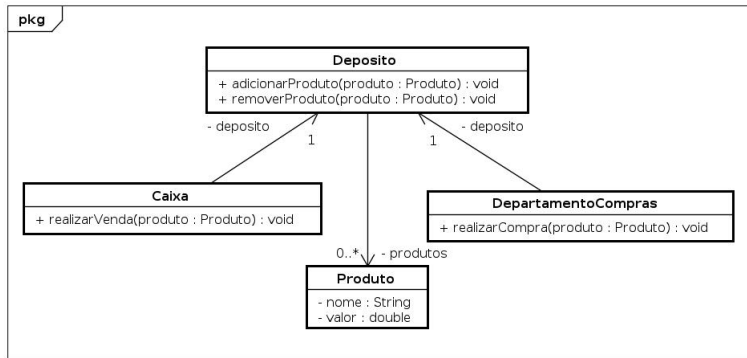 pkg
Deposito
+ adicionarProduto(produto : Produto) : void
+ removerProduto(produto : Produto) : void
- deposito
1
1
- deposito
Caixa
+ realizarVenda(produto : Produto) : void
DepartamentoCompras
+ realizarCompra(produto : Produto) : void
0..*
- produtos
Produto
- nome : String
- valor : double